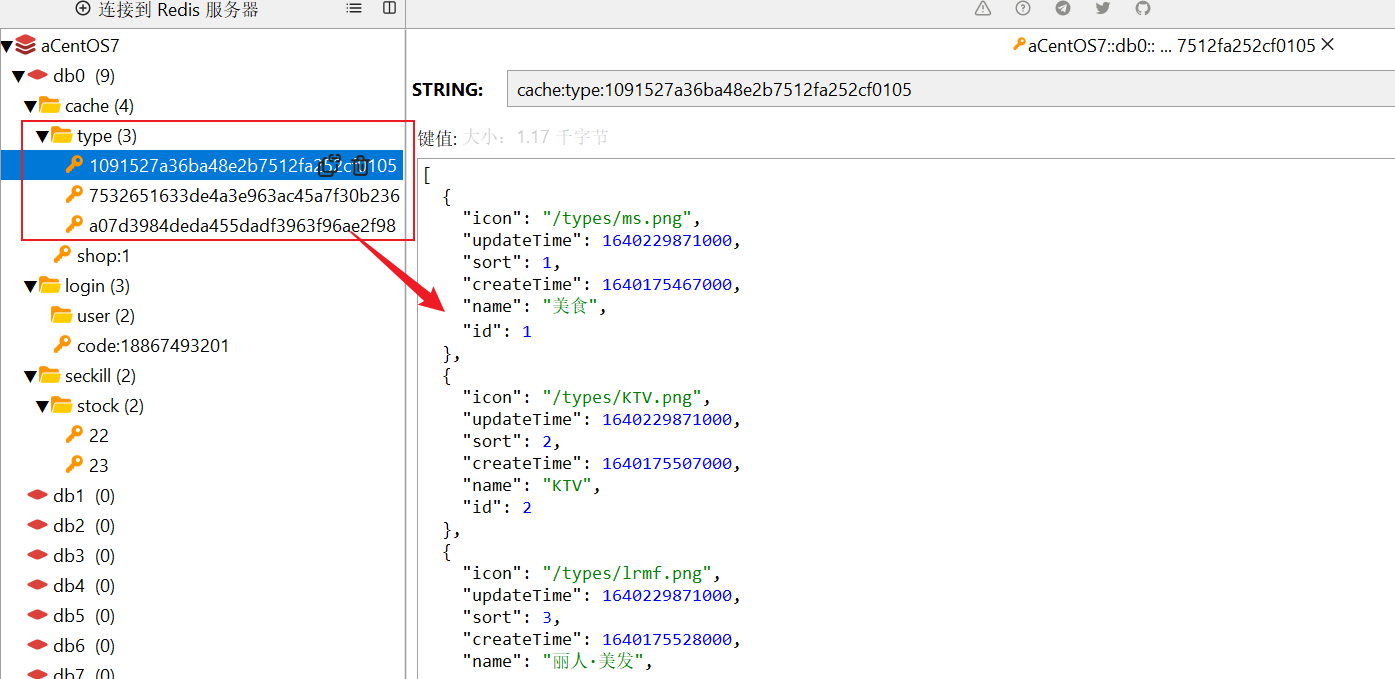 连接到 Redis 服务器
aCentOS7
db0 (9)
cache (4)
type (3)
1091527a36ba48e2b7512fa252cf0105
7532651633de4a3e963ac45a7f30b236
a07d3984deda455dadf3963f96ae2f98
shop:1
login (3)
user (2)
code:18867493201
seckill (2)
stock (2)
22
23
db1 (0)
db2 (0)
db3 (0)
db4 (0)
db5 (0)
db6 (0)
db7 (0)
aCentOS7::db0:: ... 7512fa252cf0105
STRING: cache:type:1091527a36ba48e2b7512fa252cf0105
键值: 大小: 1.17 千字节
[
{
"icon": "/types/ms.png",
"updateTime": 1640229871000,
"sort": 1,
"createTime": 1640175467000,
"name": "美食",
"id": 1
},
{
"icon": "/types/KTV.png",
"updateTime": 1640229871000,
"sort": 2,
"createTime": 1640175507000,
"name": "KTV",
"id": 2
},
{
"icon": "/types/lrmf.png",
"updateTime": 1640229871000,
"sort": 3,
"createTime": 1640175528000,
"name": "丽人·美发",